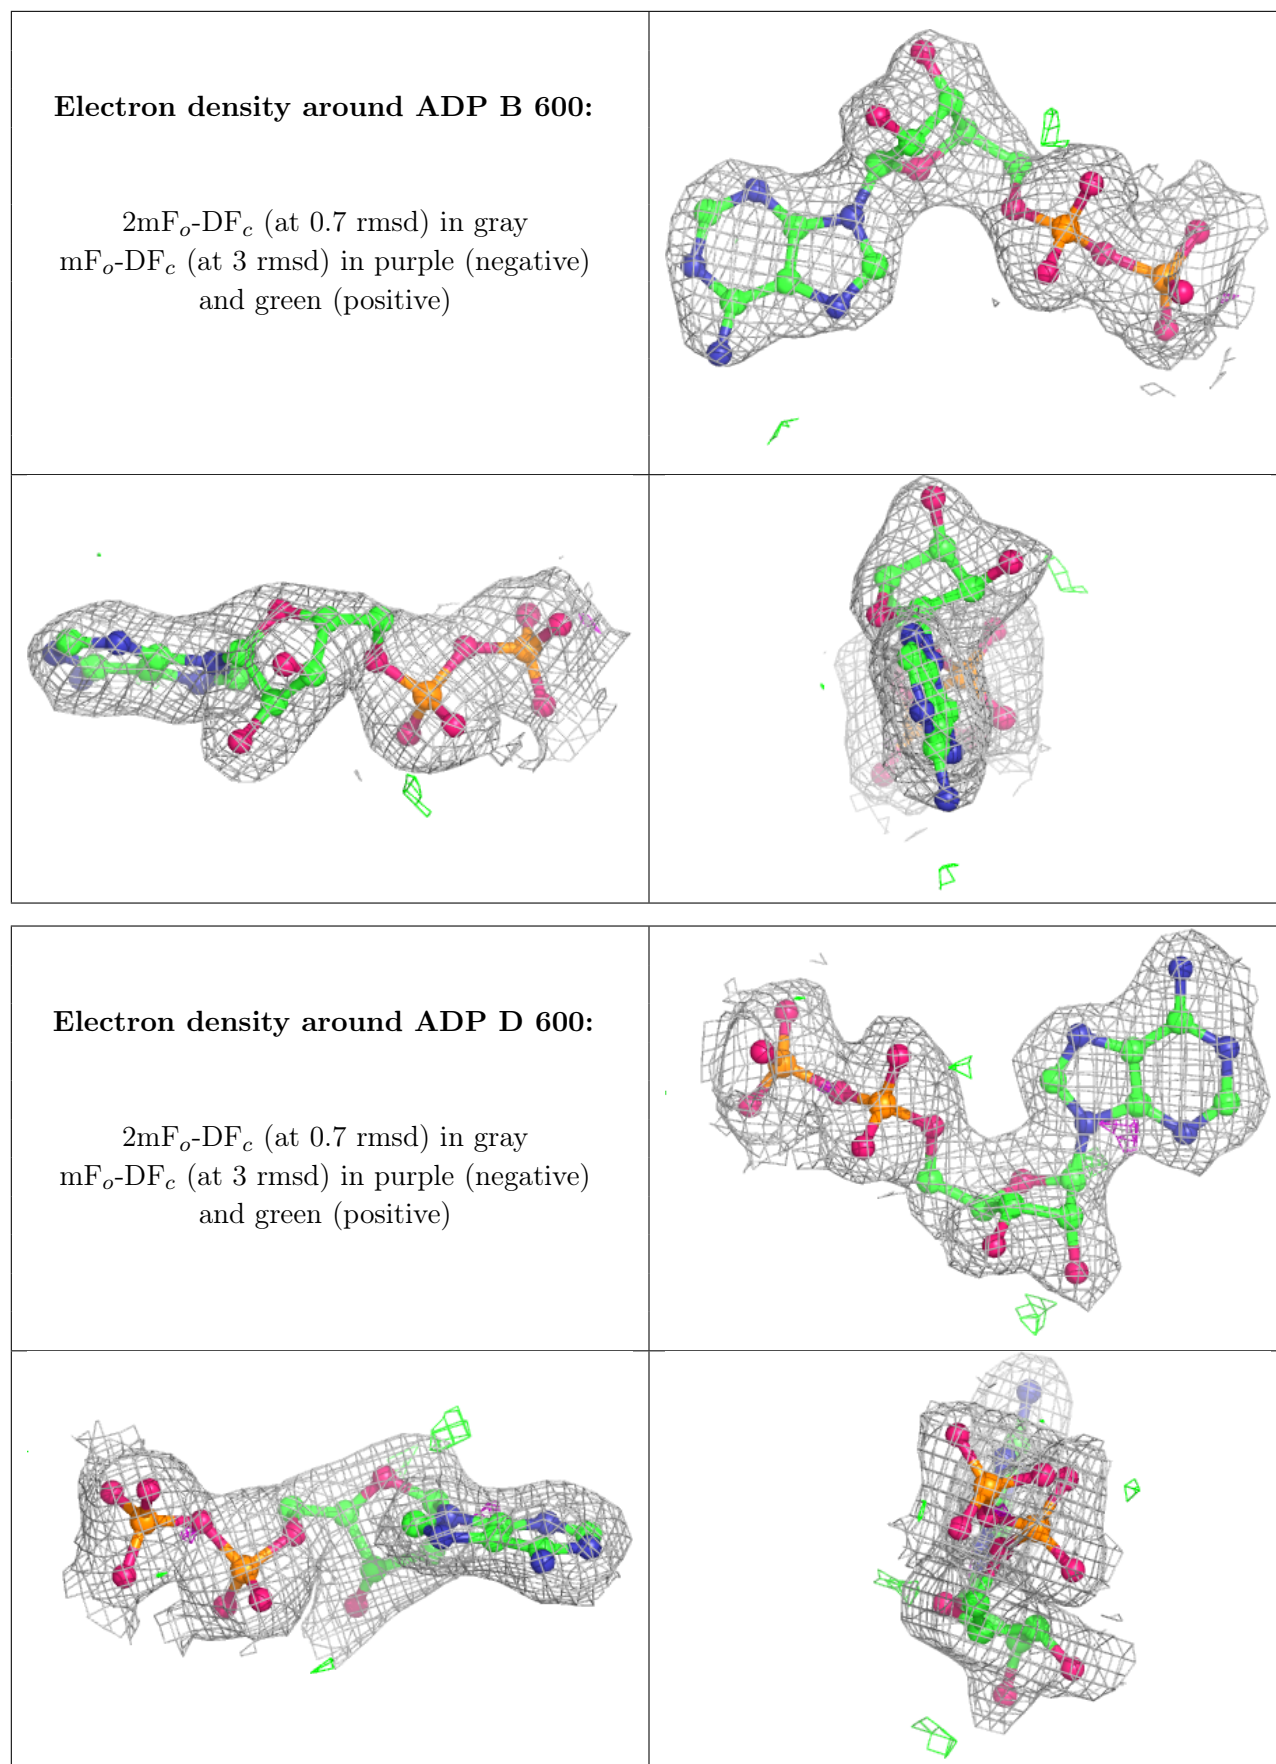 Electron density around ADP B 600:
2mFo-DFc (at 0.7 rmsd) in gray
mFo-DFc (at 3 rmsd) in purple (negative)
and green (positive)
Electron density around ADP D 600:
2mFo-DFc (at 0.7 rmsd) in gray
mFo-DFc (at 3 rmsd) in purple (negative)
and green (positive)